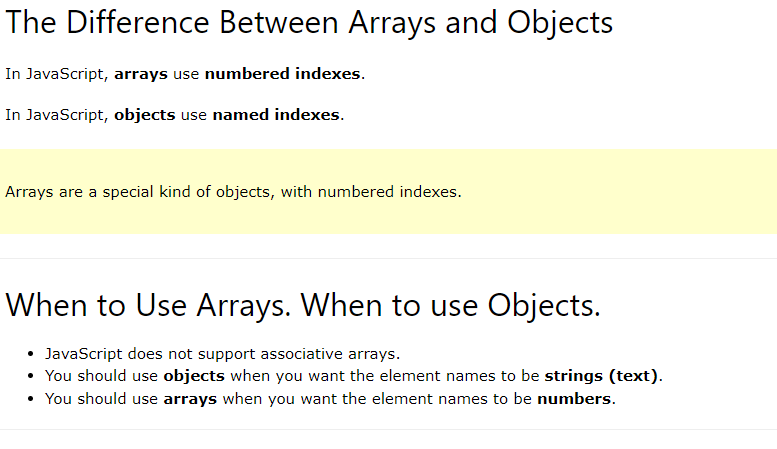 The Difference Between Arrays and Objects
In JavaScript, arrays use numbered indexes.
In JavaScript, objects use named indexes.
Arrays are a special kind of objects, with numbered indexes.
When to Use Arrays. When to use Objects.
• JavaScript does not support associative arrays.
• You should use objects when you want the element names to be strings (text).
• You should use arrays when you want the element names to be numbers.